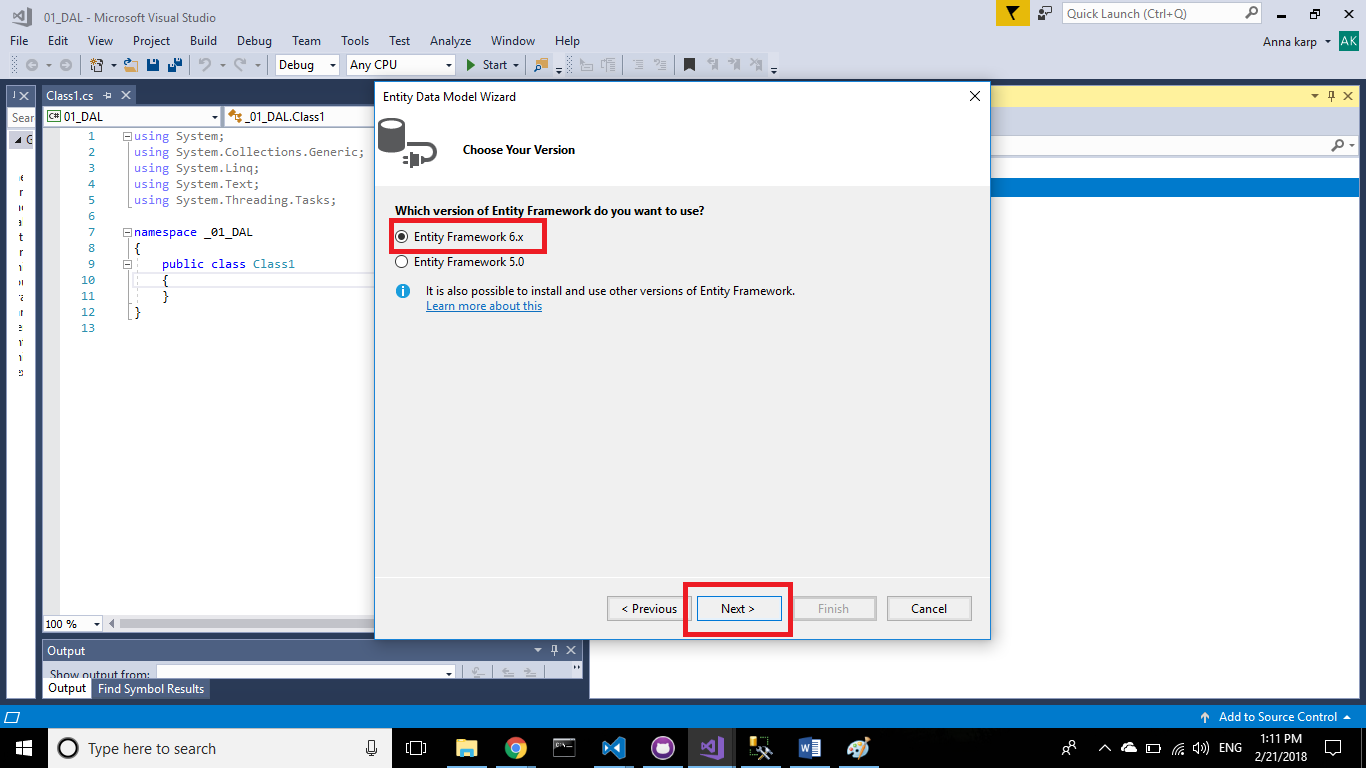 01_DAL - Microsoft Visual Studio
Quick Launch (Ctrl+Q)
File Edit View Project Build Debug Team Tools Test Analyze Window Help
Anna karp AK
Debug Any CPU Start
Class1.cs
Sear
C# 01_DAL _01_DAL.Class1
1 using System;
2 using System.Collections.Generic;
3 using System.Linq;
4 using System.Text;
5 using System.Threading.Tasks;
6
7 namespace _01_DAL
8 {
9 public class Class1
10 {
11 }
12 }
13
100 %
Entity Data Model Wizard
Choose Your Version
Which version of Entity Framework do you want to use?
Entity Framework 6.x
Entity Framework 5.0
It is also possible to install and use other versions of Entity Framework.
Learn more about this
< Previous Next > Finish Cancel
Output
Show output from:
Output Find Symbol Results
Add to Source Control
Type here to search
ENG
1:11 PM
2/21/2018